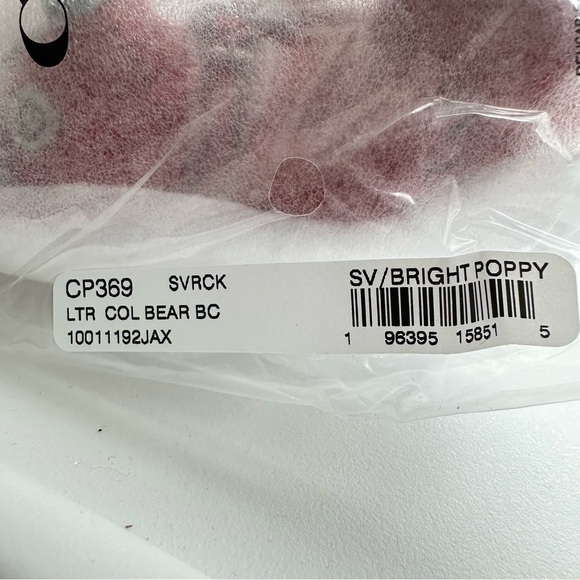 CP369 SVRCK
LTR COL BEAR BC
10011192JAX
SV/BRIGHT POPPY
1 96395 15851 5